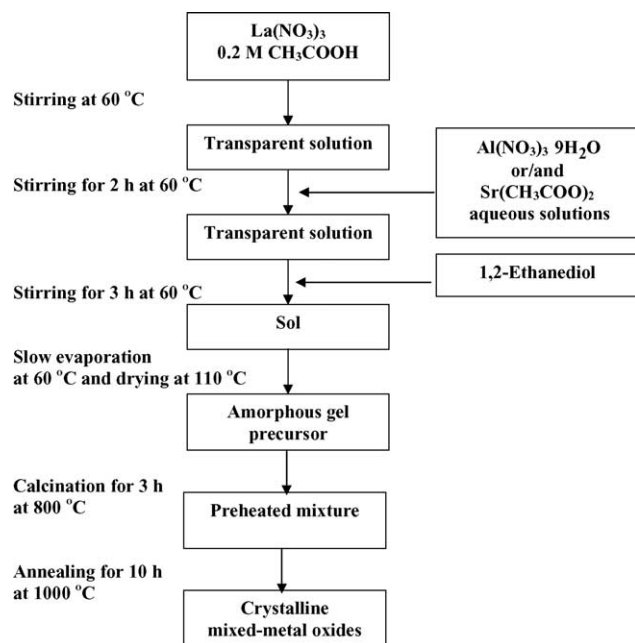 La(NO₃)₃
0.2 M CH₃COOH
Stirring at 60 °C
Transparent solution
Al(NO₃)₃ 9H₂O
or/and
Sr(CH₃COO)₂
aqueous solutions
Stirring for 2 h at 60 °C
Transparent solution
1,2-Ethanediol
Stirring for 3 h at 60 °C
Sol
Slow evaporation
at 60 °C and drying at 110 °C
Amorphous gel
precursor
Calcination for 3 h
at 800 °C
Preheated mixture
Annealing for 10 h
at 1000 °C
Crystalline
mixed-metal oxides